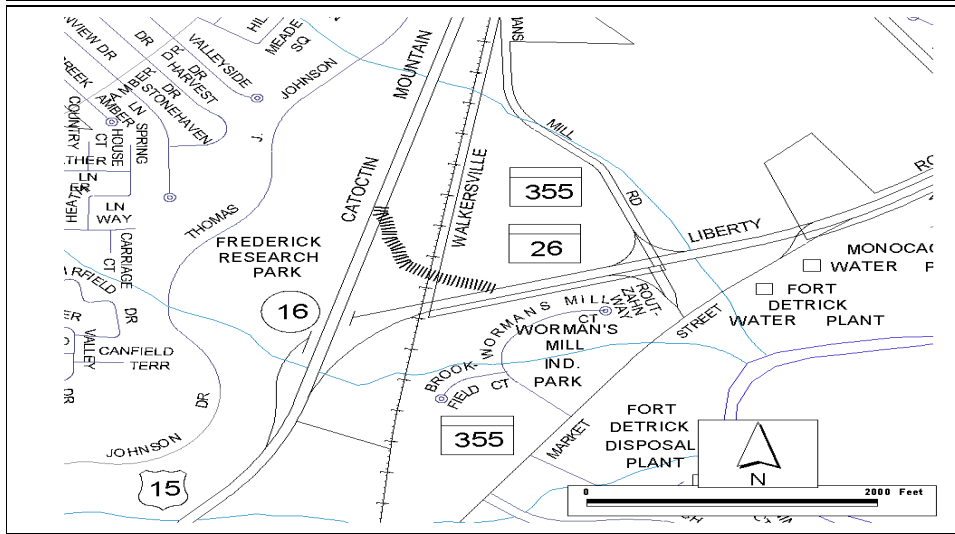 VALLEYSIDE
DR
HARVEST
DR
STONEHAVEN
DR
AMBER
LN
AMBER
DR
MEADE
SQ
JOHNSON
J.
THOMAS
COUNTRY
HOUSE
CT
SPRING
LN
LN
WAY
CARRIAGE
CT
DR
VALLEY
DR
CANFIELD
TERR
JOHNSON
DR
15
FREDERICK
RESEARCH
PARK
16
CATOCTIN
MOUNTAIN
WALKERSVILLE
355
26
MILL
RD
LIBERTY
MONOCAC
WATER P
FORT
DETRICK
WATER PLANT
ROUT-
ZAHN
WAY
WORMANS MILL
CT
WORMAN'S
MILL
IND.
PARK
BROOK-
FIELD CT
355
MARKET
STREET
FORT
DETRICK
DISPOSAL
PLANT
N
0 2000 Feet